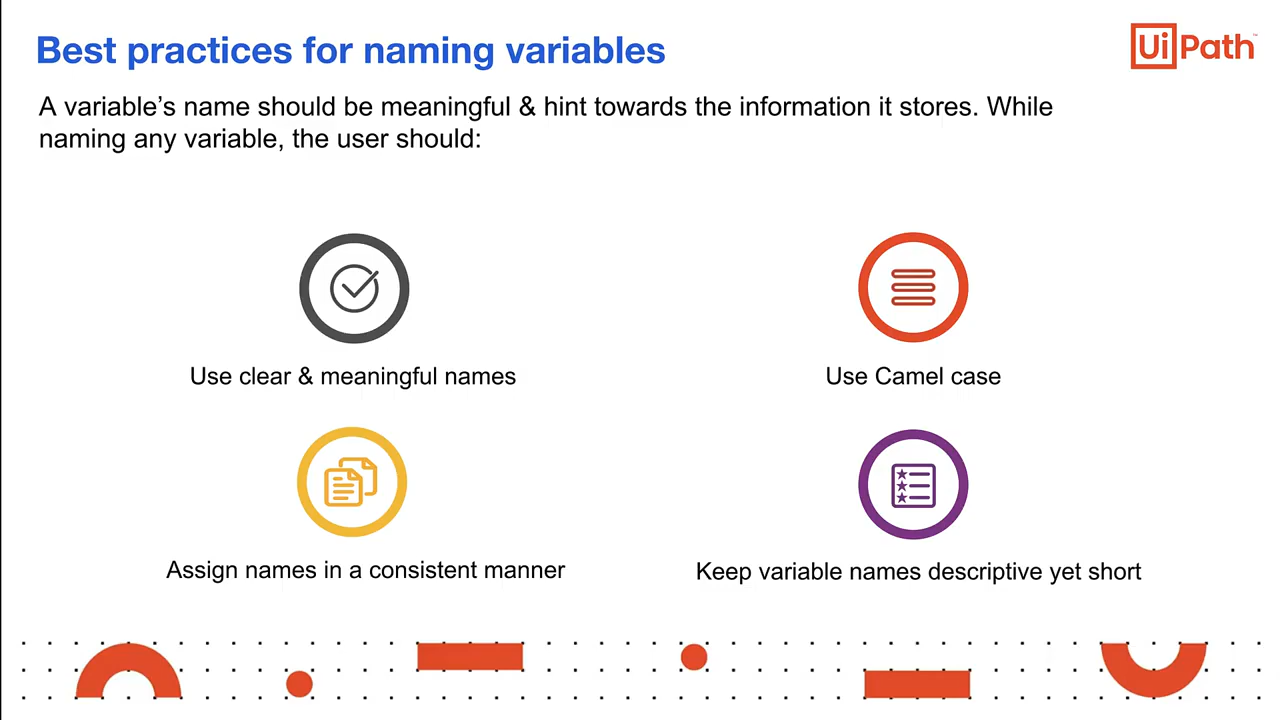 Best practices for naming variables
UiPath™
A variable’s name should be meaningful & hint towards the information it stores. While
naming any variable, the user should:
Use clear & meaningful names
Use Camel case
Assign names in a consistent manner
Keep variable names descriptive yet short